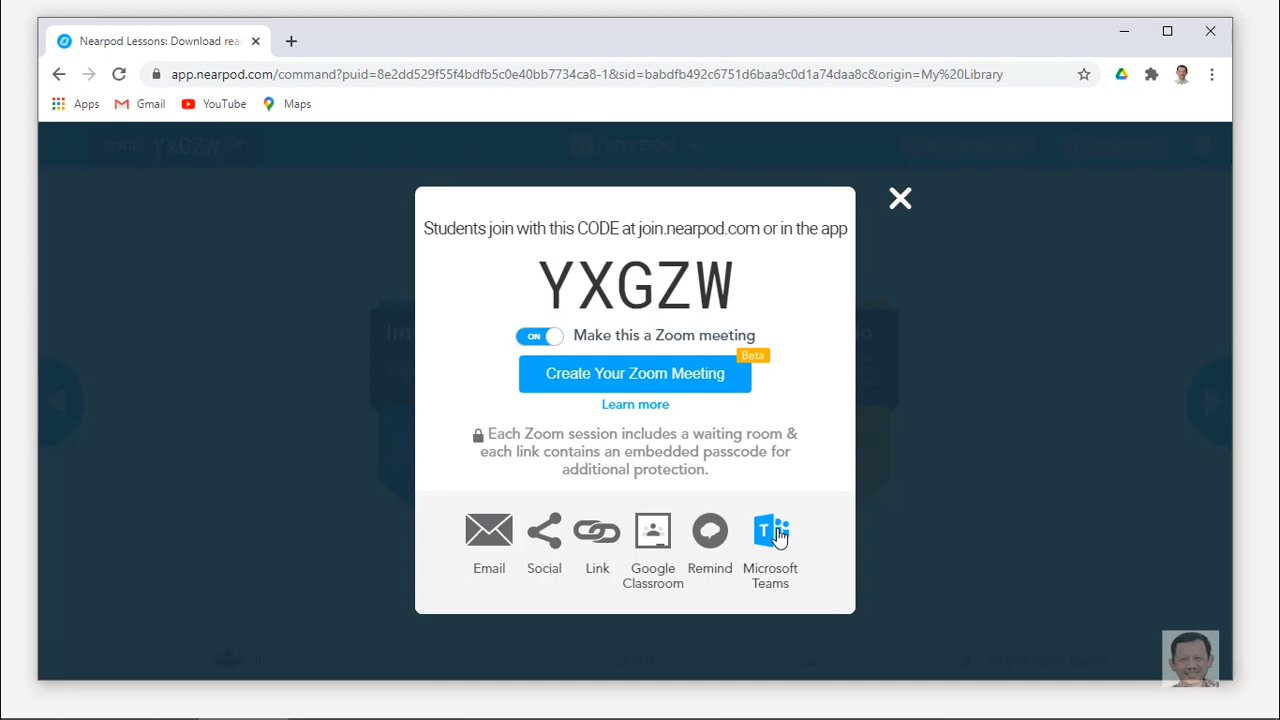 Nearpod Lessons: Download rea
app.nearpod.com/command?puid=8e2dd529f55f4bdfb5c0e40bb7734ca8-1&sid=babdfb492c6751d6baa9c0d1a74daa8c&origin=My%20Library
Apps Gmail YouTube Maps
CODE: YXGZW
nearpod
Students join with this CODE at join.nearpod.com or in the app
YXGZW
ON Make this a Zoom meeting
Beta
Create Your Zoom Meeting
Learn more
Each Zoom session includes a waiting room &
each link contains an embedded passcode for
additional protection.
T
Email Social Link Google Classroom Remind Microsoft Teams